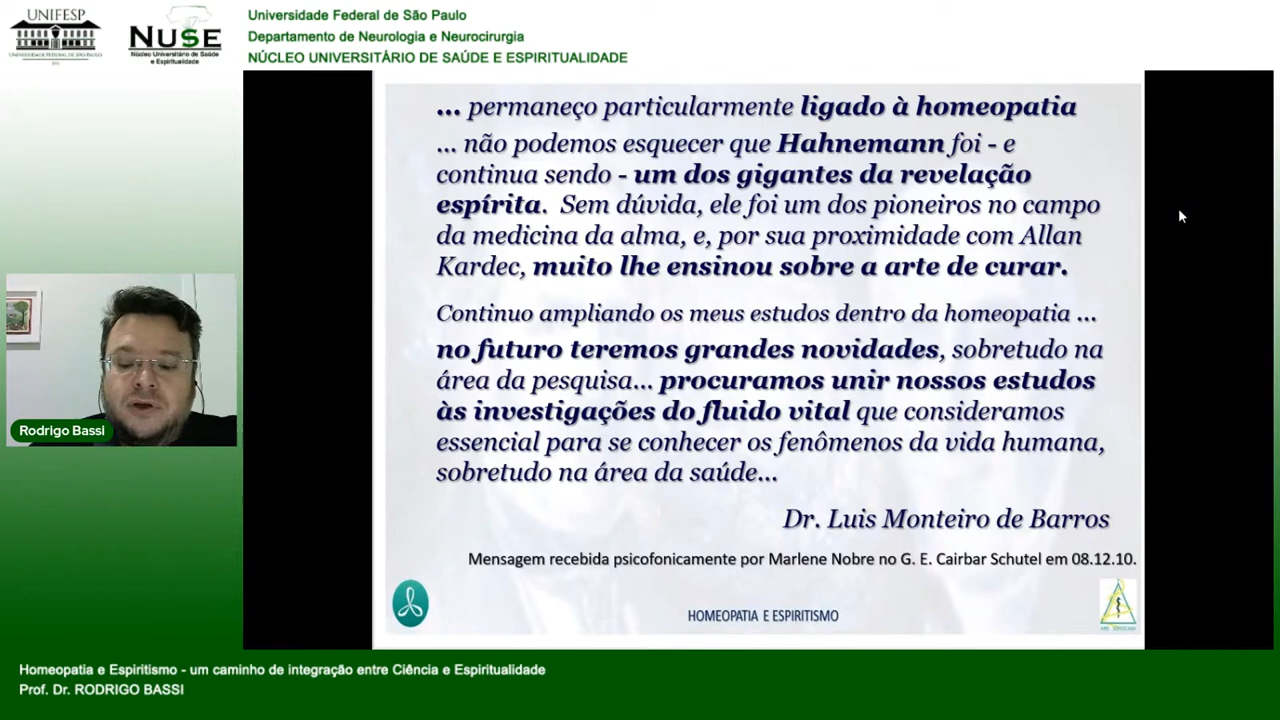 UNIFESP
UNIVERSIDADE FEDERAL DE SÃO PAULO
NUSE
Núcleo Universitário de Saúde
e Espiritualidade
Universidade Federal de São Paulo
Departamento de Neurologia e Neurocirurgia
NÚCLEO UNIVERSITÁRIO DE SAÚDE E ESPIRITUALIDADE
... permaneço particularmente ligado à homeopatia
... não podemos esquecer que Hahnemann foi - e
continua sendo - um dos gigantes da revelação
espírita. Sem dúvida, ele foi um dos pioneiros no campo
da medicina da alma, e, por sua proximidade com Allan
Kardec, muito lhe ensinou sobre a arte de curar.
Continuo ampliando os meus estudos dentro da homeopatia ...
no futuro teremos grandes novidades, sobretudo na
área da pesquisa... procuramos unir nossos estudos
às investigações do fluido vital que consideramos
essencial para se conhecer os fenômenos da vida humana,
sobretudo na área da saúde...
Dr. Luis Monteiro de Barros
Mensagem recebida psicofonicamente por Marlene Nobre no G. E. Cairbar Schutel em 08.12.10.
HOMEOPATIA E ESPIRITISMO
Rodrigo Bassi
Homeopatia e Espiritismo - um caminho de integração entre Ciência e Espiritualidade
Prof. Dr. RODRIGO BASSI